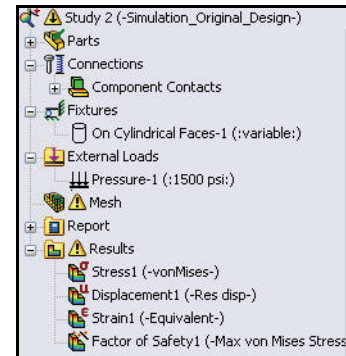 Study 2 (-Simulation_Original_Design-)
Parts
Connections
Component Contacts
Fixtures
On Cylindrical Faces-1 (:variable:)
External Loads
Pressure-1 (:1500 psi:)
Mesh
Report
Results
Stress1 (-vonMises-)
Displacement1 (-Res disp-)
Strain1 (-Equivalent-)
Factor of Safety1 (-Max von Mises Stress